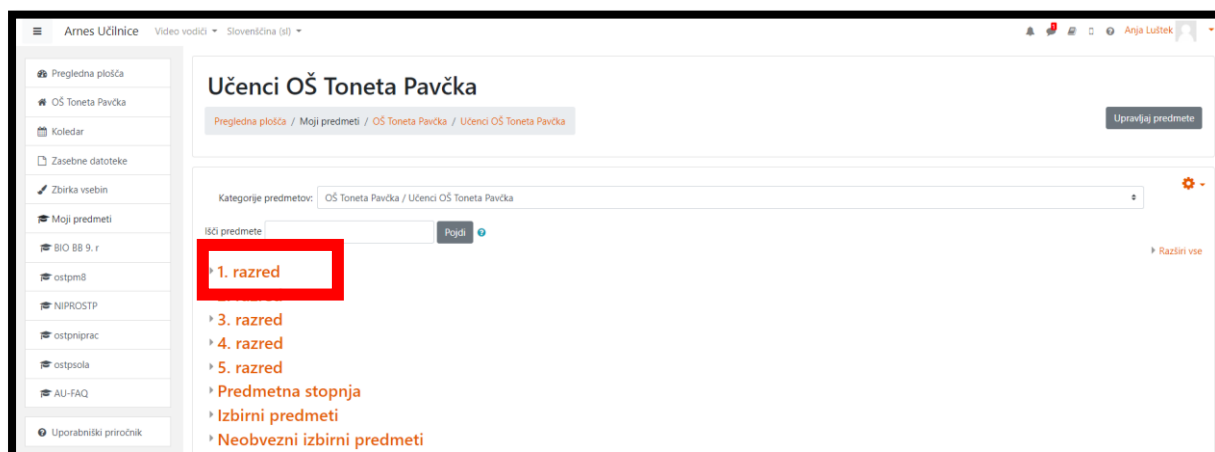 Arnes Učilnice Video vodiči Slovenščina (sl) Anja Luštek
Pregledna plošča
OŠ Toneta Pavčka
Koledar
Zasebne datoteke
Zbirka vsebin
Moji predmeti
BIO BB 9. r
ostpm8
NIPROSTP
ostpniprac
ostpsola
AU-FAQ
Uporabniški priročnik
Učenci OŠ Toneta Pavčka
Pregledna plošča / Moji predmeti / OŠ Toneta Pavčka / Učenci OŠ Toneta Pavčka
Upravljaj predmete
Kategorije predmetov: OŠ Toneta Pavčka / Učenci OŠ Toneta Pavčka
Išči predmete Pojdi
Razširi vse
1. razred
3. razred
4. razred
5. razred
Predmetna stopnja
Izbirni predmeti
Neobvezni izbirni predmeti